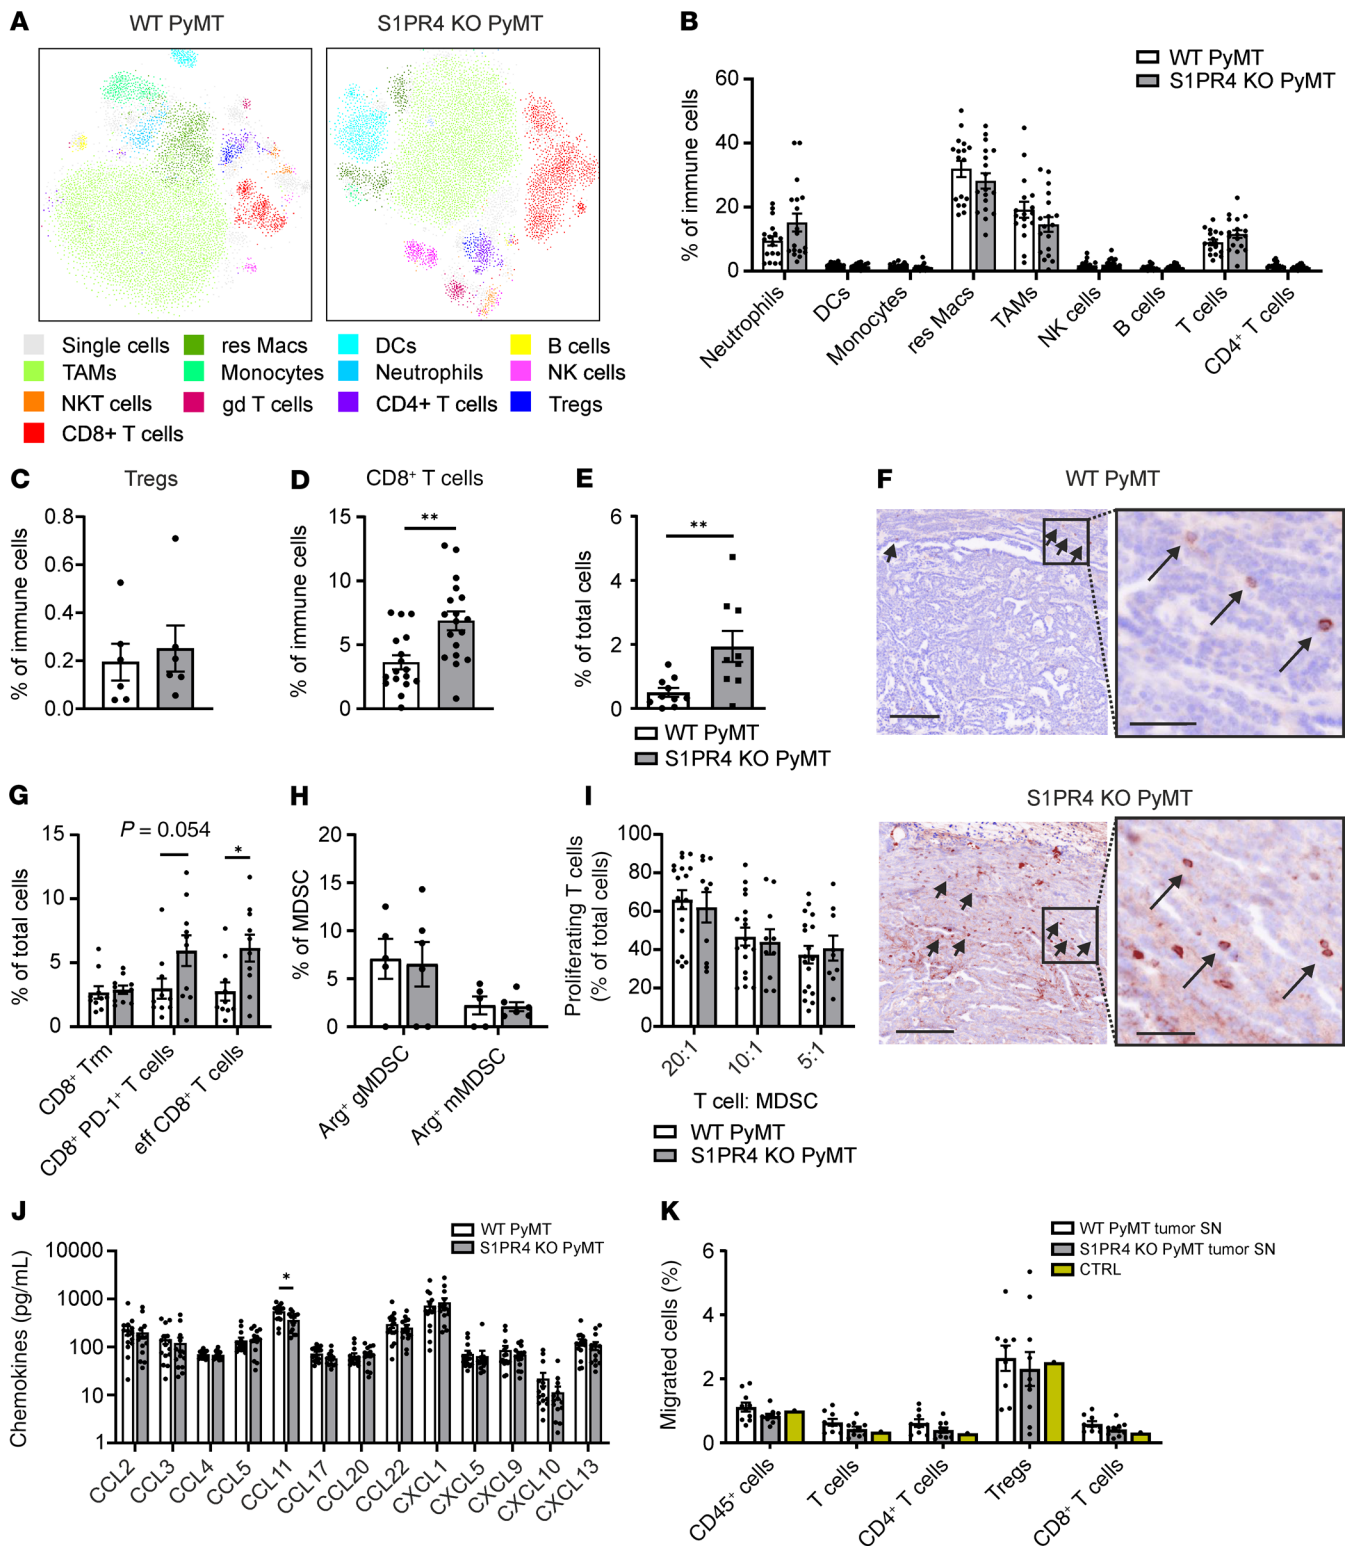 A
WT PyMT
S1PR4 KO PyMT
Single cells
res Macs
DCs
B cells
TAMs
Monocytes
Neutrophils
NK cells
NKT cells
gd T cells
CD4+ T cells
Tregs
CD8+ T cells
B
WT PyMT
S1PR4 KO PyMT
% of immune cells
60
40
20
0
Neutrophils
DCs
Monocytes
res Macs
TAMs
NK cells
B cells
T cells
CD4+ T cells
C
Tregs
% of immune cells
0.8
0.6
0.4
0.2
0.0
D
CD8+ T cells
% of immune cells
15
10
5
0
**
E
% of total cells
6
4
2
0
**
WT PyMT
S1PR4 KO PyMT
F
WT PyMT
S1PR4 KO PyMT
G
% of total cells
15
10
5
0
P = 0.054
*
CD8+ Trm
CD8+ PD-1+ T cells
eff CD8+ T cells
H
% of MDSC
20
15
10
5
0
Arg+ gMDSC
Arg+ mMDSC
I
Proliferating T cells
(% of total cells)
100
80
60
40
20
0
20:1
10:1
5:1
T cell: MDSC
WT PyMT
S1PR4 KO PyMT
J
WT PyMT
S1PR4 KO PyMT
Chemokines (pg/mL)
10000
1000
100
10
1
*
CCL2
CCL3
CCL4
CCL5
CCL11
CCL17
CCL20
CCL22
CXCL1
CXCL5
CXCL9
CXCL10
CXCL13
K
WT PyMT tumor SN
S1PR4 KO PyMT tumor SN
CTRL
Migrated cells (%)
6
4
2
0
CD45+ cells
T cells
CD4+ T cells
Tregs
CD8+ T cells